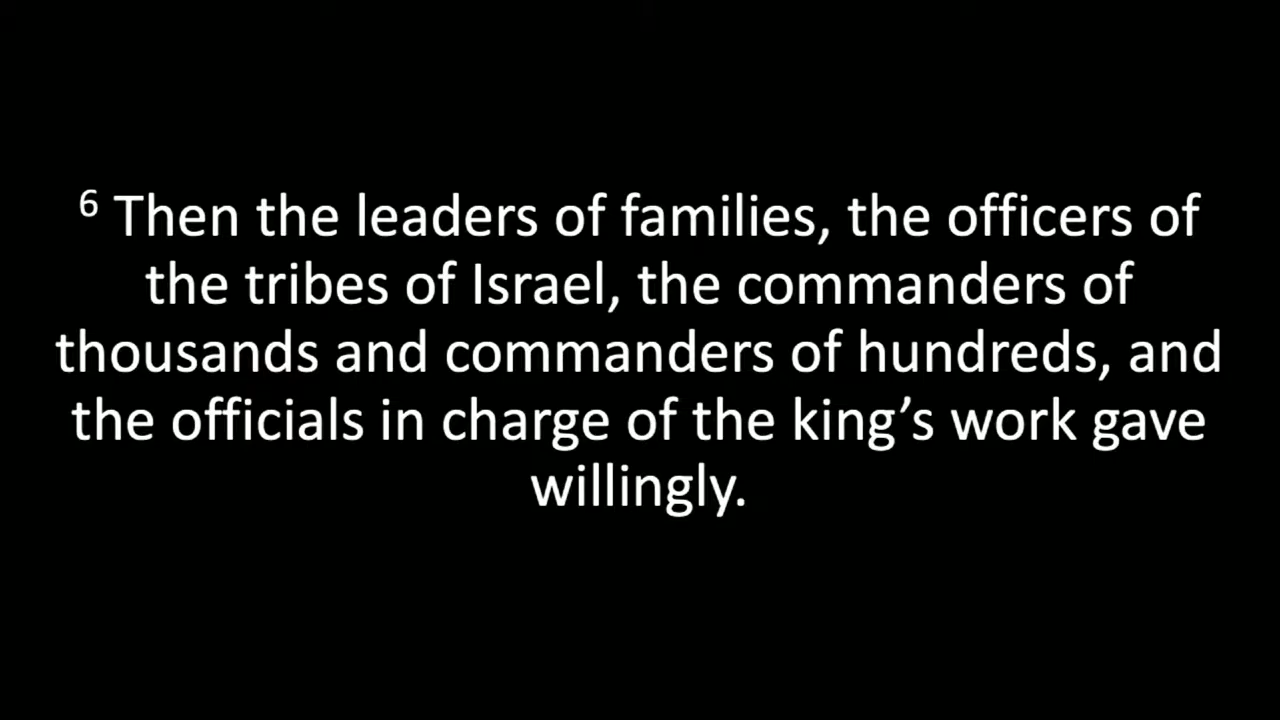 6 Then the leaders of families, the officers of
the tribes of Israel, the commanders of
thousands and commanders of hundreds, and
the officials in charge of the king’s work gave
willingly.